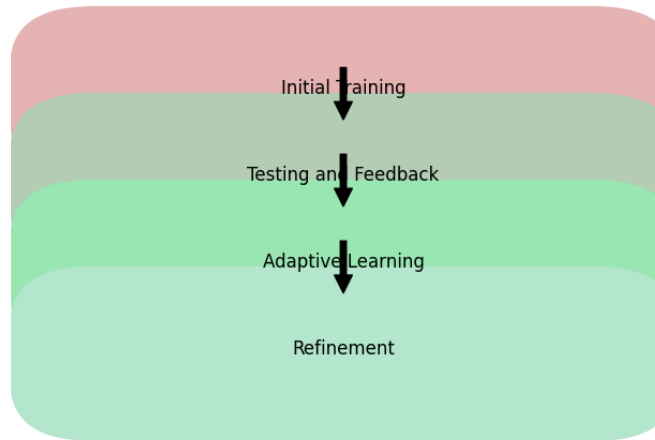 Initial Training
Testing and Feedback
Adaptive Learning
Refinement